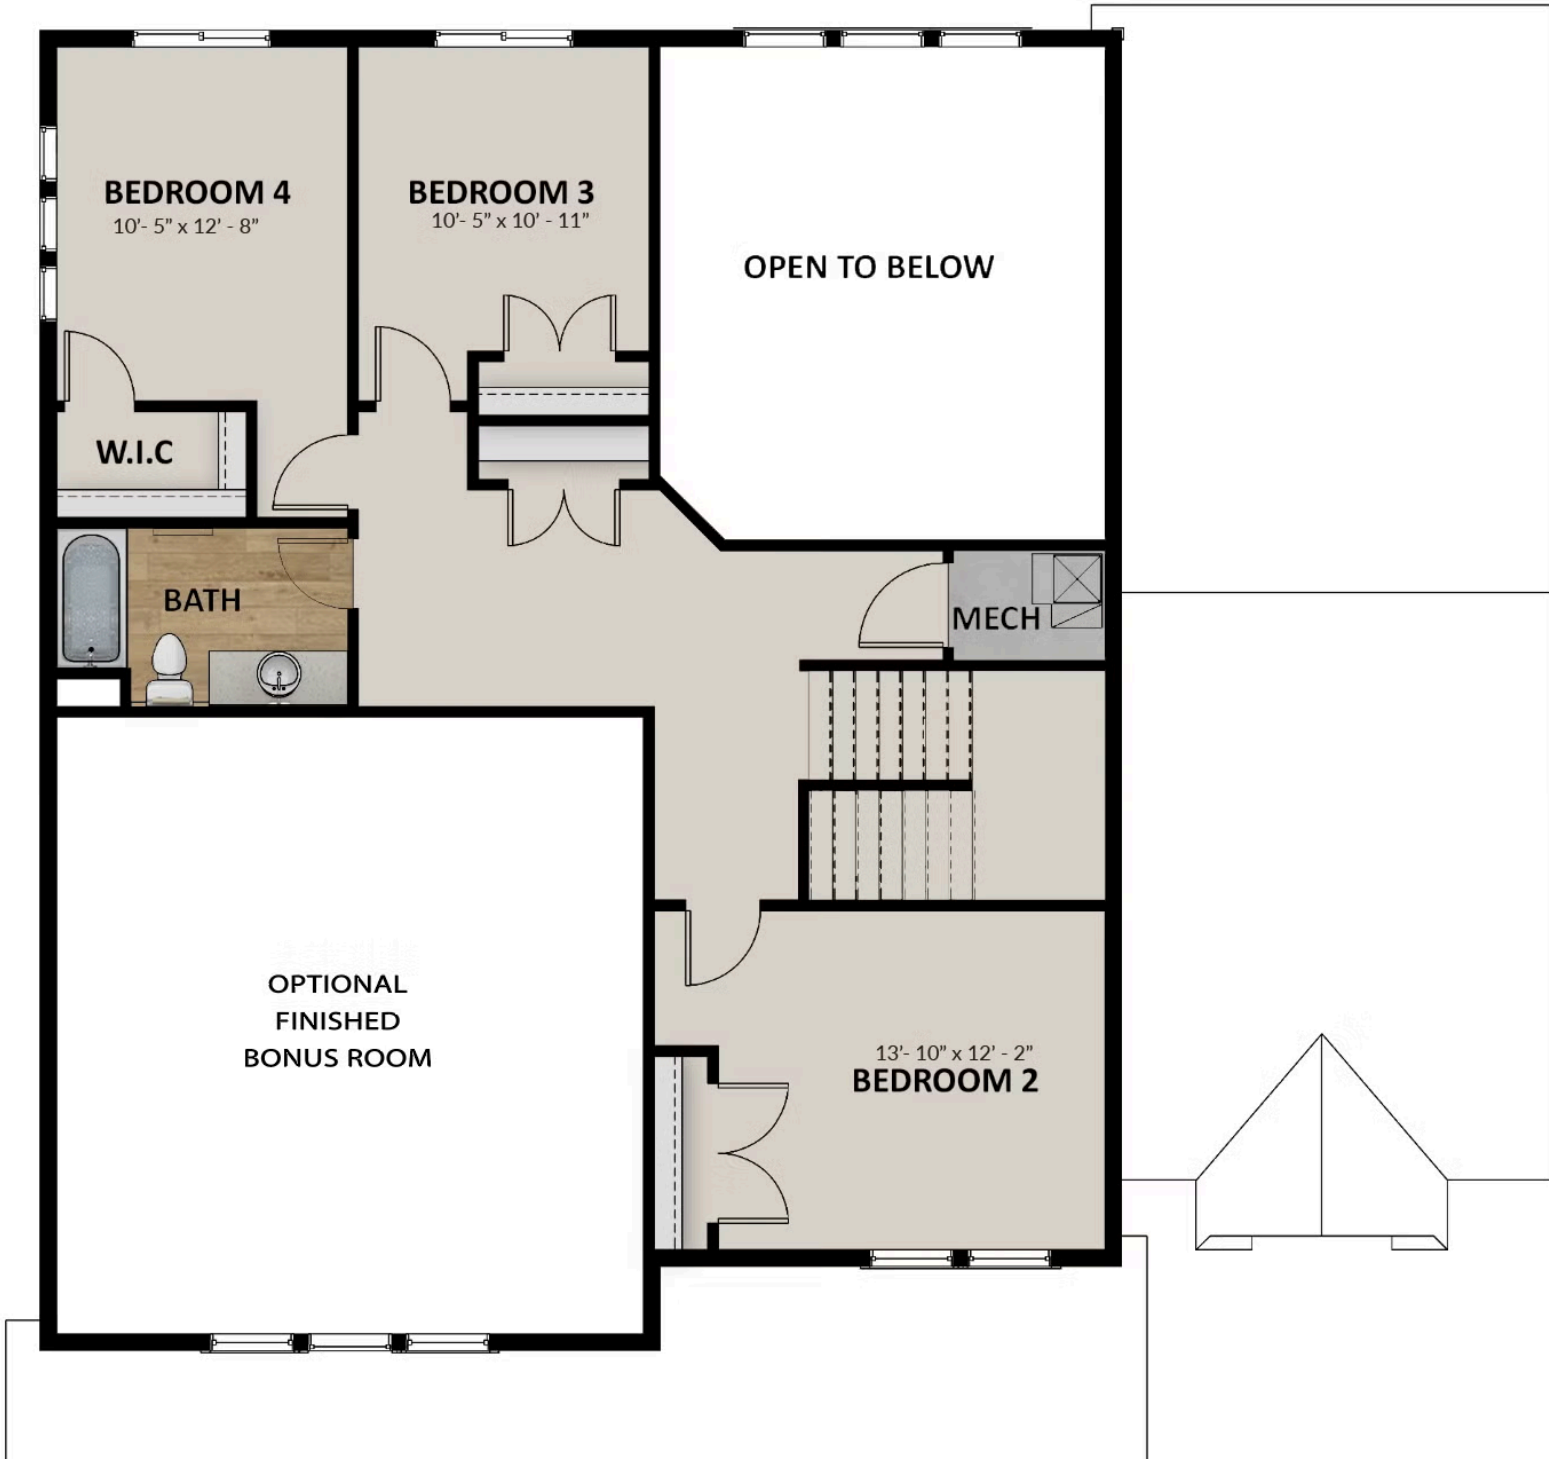 BEDROOM 4
10'- 5" x 12' - 8"
BEDROOM 3
10'- 5" x 10' - 11"
OPEN TO BELOW
W.I.C
BATH
MECH
OPTIONAL
FINISHED
BONUS ROOM
13'- 10" x 12' - 2"
BEDROOM 2